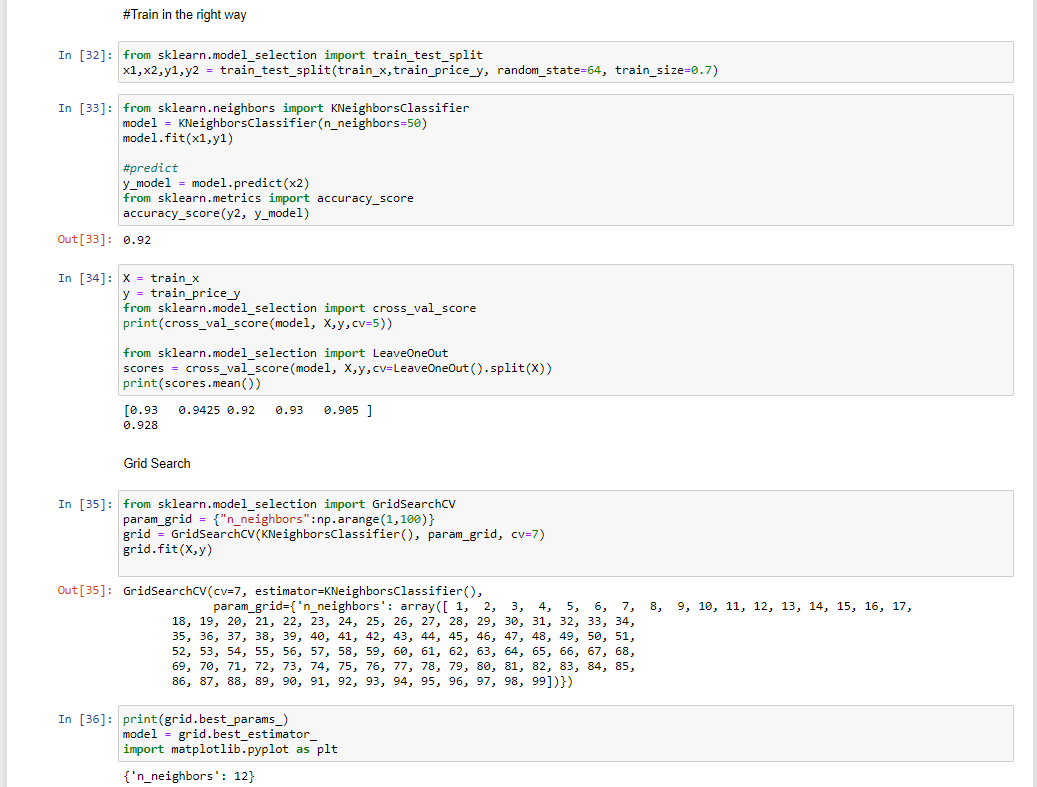 #Train in the right way
In [32]: from sklearn.model_selection import train_test_split
x1,x2,y1,y2 = train_test_split(train_x,train_price_y, random_state=64, train_size=0.7)
In [33]: from sklearn.neighbors import KNeighborsClassifier
model = KNeighborsClassifier(n_neighbors=50)
model.fit(x1,y1)
#predict
y_model = model.predict(x2)
from sklearn.metrics import accuracy_score
accuracy_score(y2, y_model)
Out[33]: 0.92
In [34]: X = train_x
y = train_price_y
from sklearn.model_selection import cross_val_score
print(cross_val_score(model, X,y,cv=5))
from sklearn.model_selection import LeaveOneOut
scores = cross_val_score(model, X,y,cv=LeaveOneOut().split(X))
print(scores.mean())
[0.93   0.9425 0.92   0.93   0.905 ]
0.928
Grid Search
In [35]: from sklearn.model_selection import GridSearchCV
param_grid = {"n_neighbors":np.arange(1,100)}
grid = GridSearchCV(KNeighborsClassifier(), param_grid, cv=7)
grid.fit(X,y)
Out[35]: GridSearchCV(cv=7, estimator=KNeighborsClassifier(),
param_grid={'n_neighbors': array([ 1,  2,  3,  4,  5,  6,  7,  8,  9, 10, 11, 12, 13, 14, 15, 16, 17,
18, 19, 20, 21, 22, 23, 24, 25, 26, 27, 28, 29, 30, 31, 32, 33, 34,
35, 36, 37, 38, 39, 40, 41, 42, 43, 44, 45, 46, 47, 48, 49, 50, 51,
52, 53, 54, 55, 56, 57, 58, 59, 60, 61, 62, 63, 64, 65, 66, 67, 68,
69, 70, 71, 72, 73, 74, 75, 76, 77, 78, 79, 80, 81, 82, 83, 84, 85,
86, 87, 88, 89, 90, 91, 92, 93, 94, 95, 96, 97, 98, 99])})
In [36]: print(grid.best_params_)
model = grid.best_estimator_
import matplotlib.pyplot as plt
{'n_neighbors': 12}